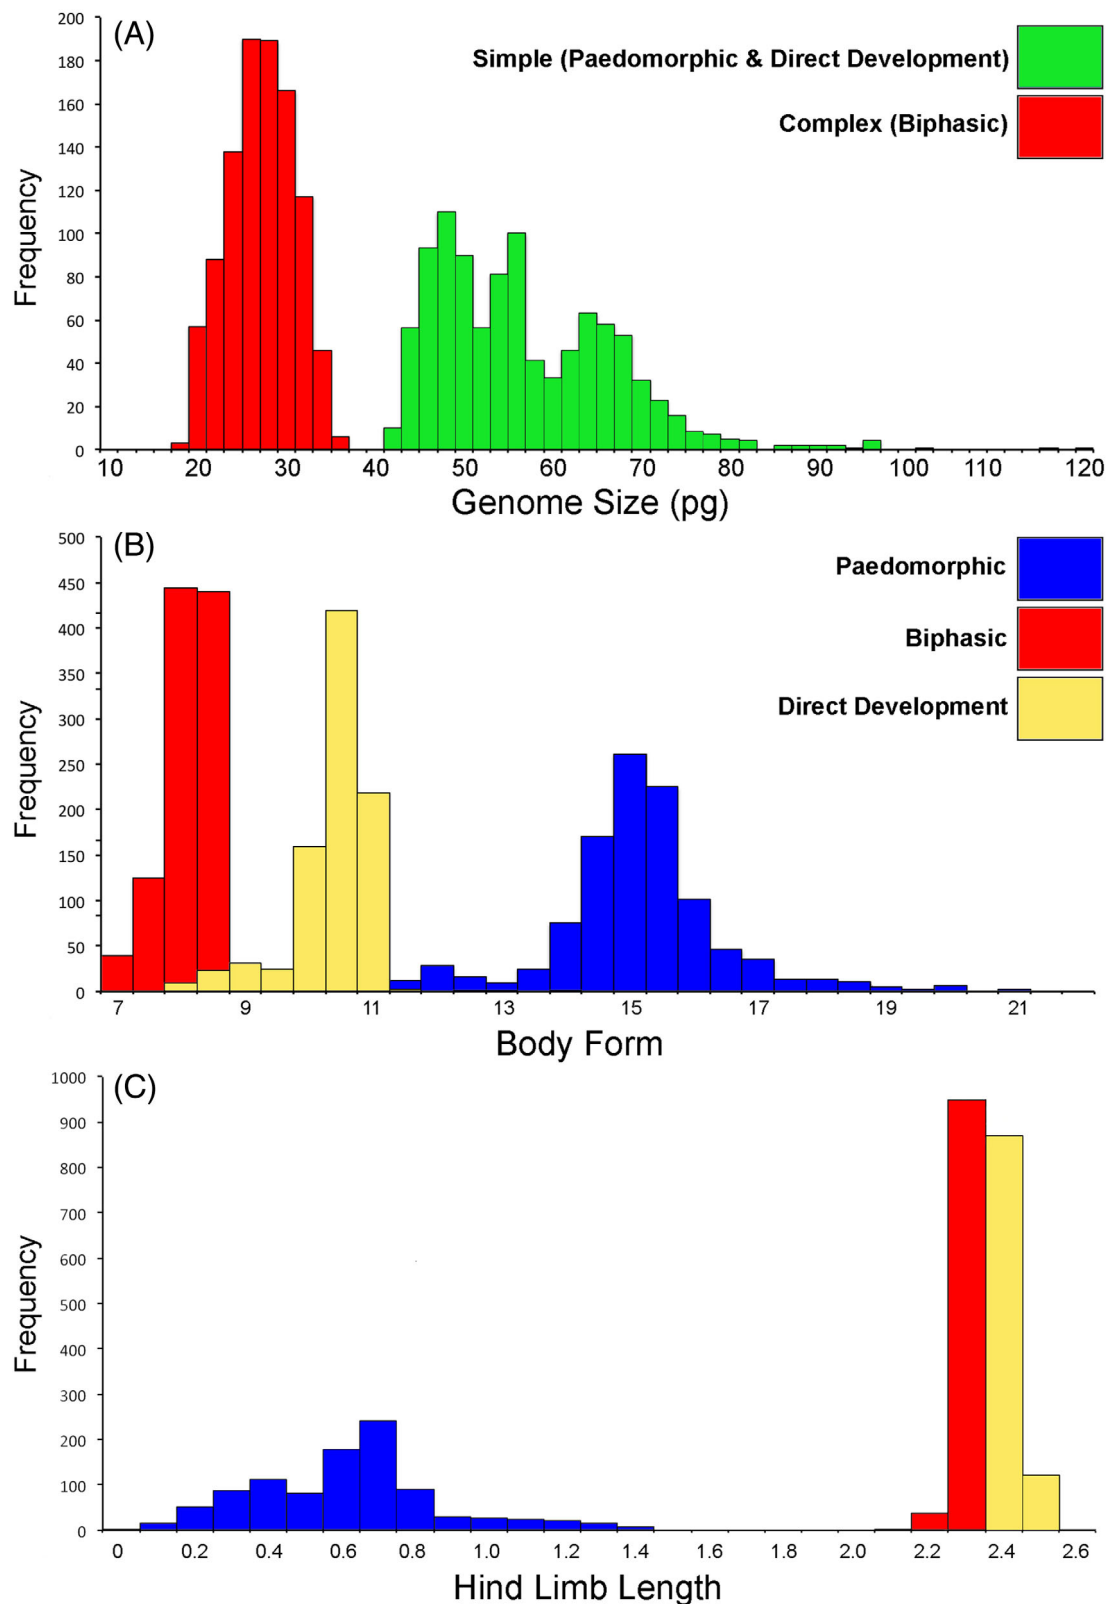 (A)
Simple (Paedomorphic & Direct Development)
Complex (Biphasic)
Frequency
200
180
160
140
120
100
80
60
40
20
0
10 20 30 40 50 60 70 80 90 100 110 120
Genome Size (pg)
(B)
Paedomorphic
Biphasic
Direct Development
Frequency
500
450
400
350
300
250
200
150
100
50
0
7 9 11 13 15 17 19 21
Body Form
(C)
Frequency
1000
900
800
700
600
500
400
300
200
100
0
0 0.2 0.4 0.6 0.8 1.0 1.2 1.4 1.6 1.8 2.0 2.2 2.4 2.6
Hind Limb Length